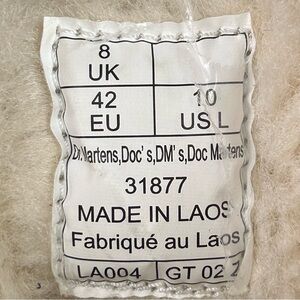 8
UK
42 10
EU US L
Dr.Martens,Doc's,DM's,Doc Martens
31877
MADE IN LAOS
Fabriqué au Laos
LA004 GT 02 Z